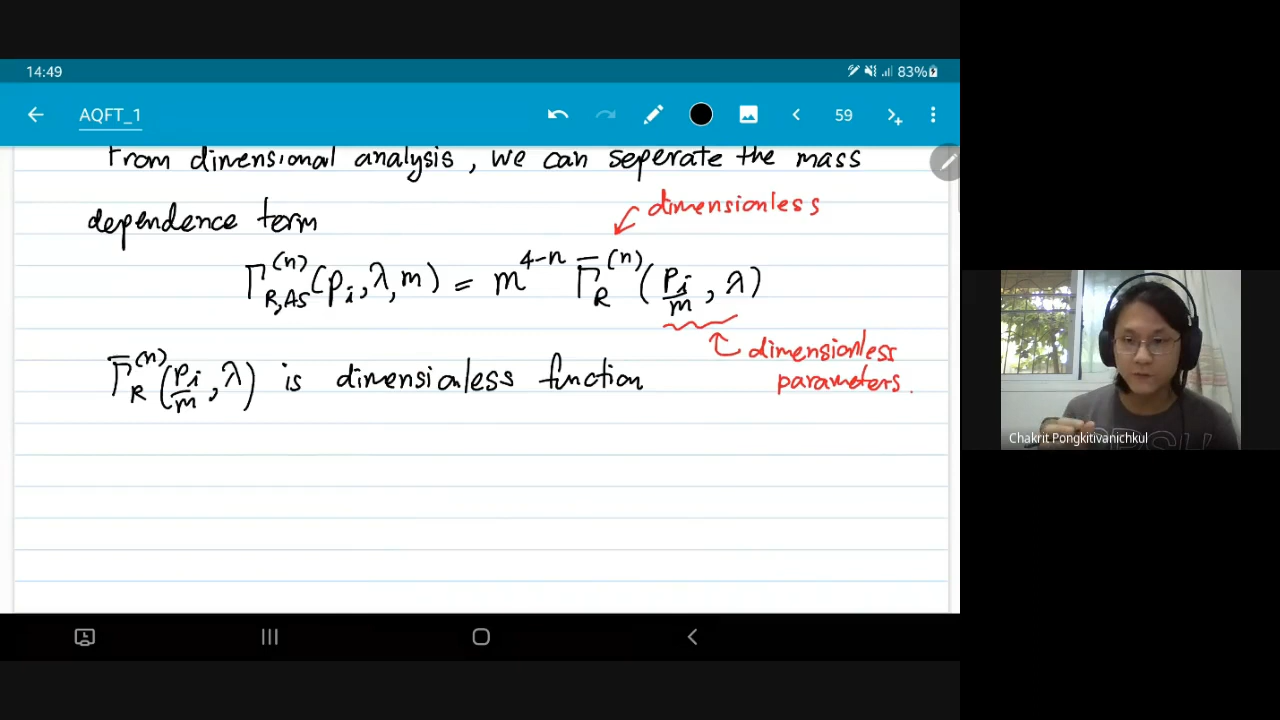 14:49
83%
AQFT_1
59
From dimensional analysis, we can seperate the mass
dependence term
dimensionless
Γ^(n)_{R,AS}(p_i, λ, m) = m^{4-n} Γ̄^(n)_R (p_i/m, λ)
dimensionless
parameters.
Γ̄^(n)_R (p_i/m, λ) is dimensionless function
Chakrit Pongkitivanichkul